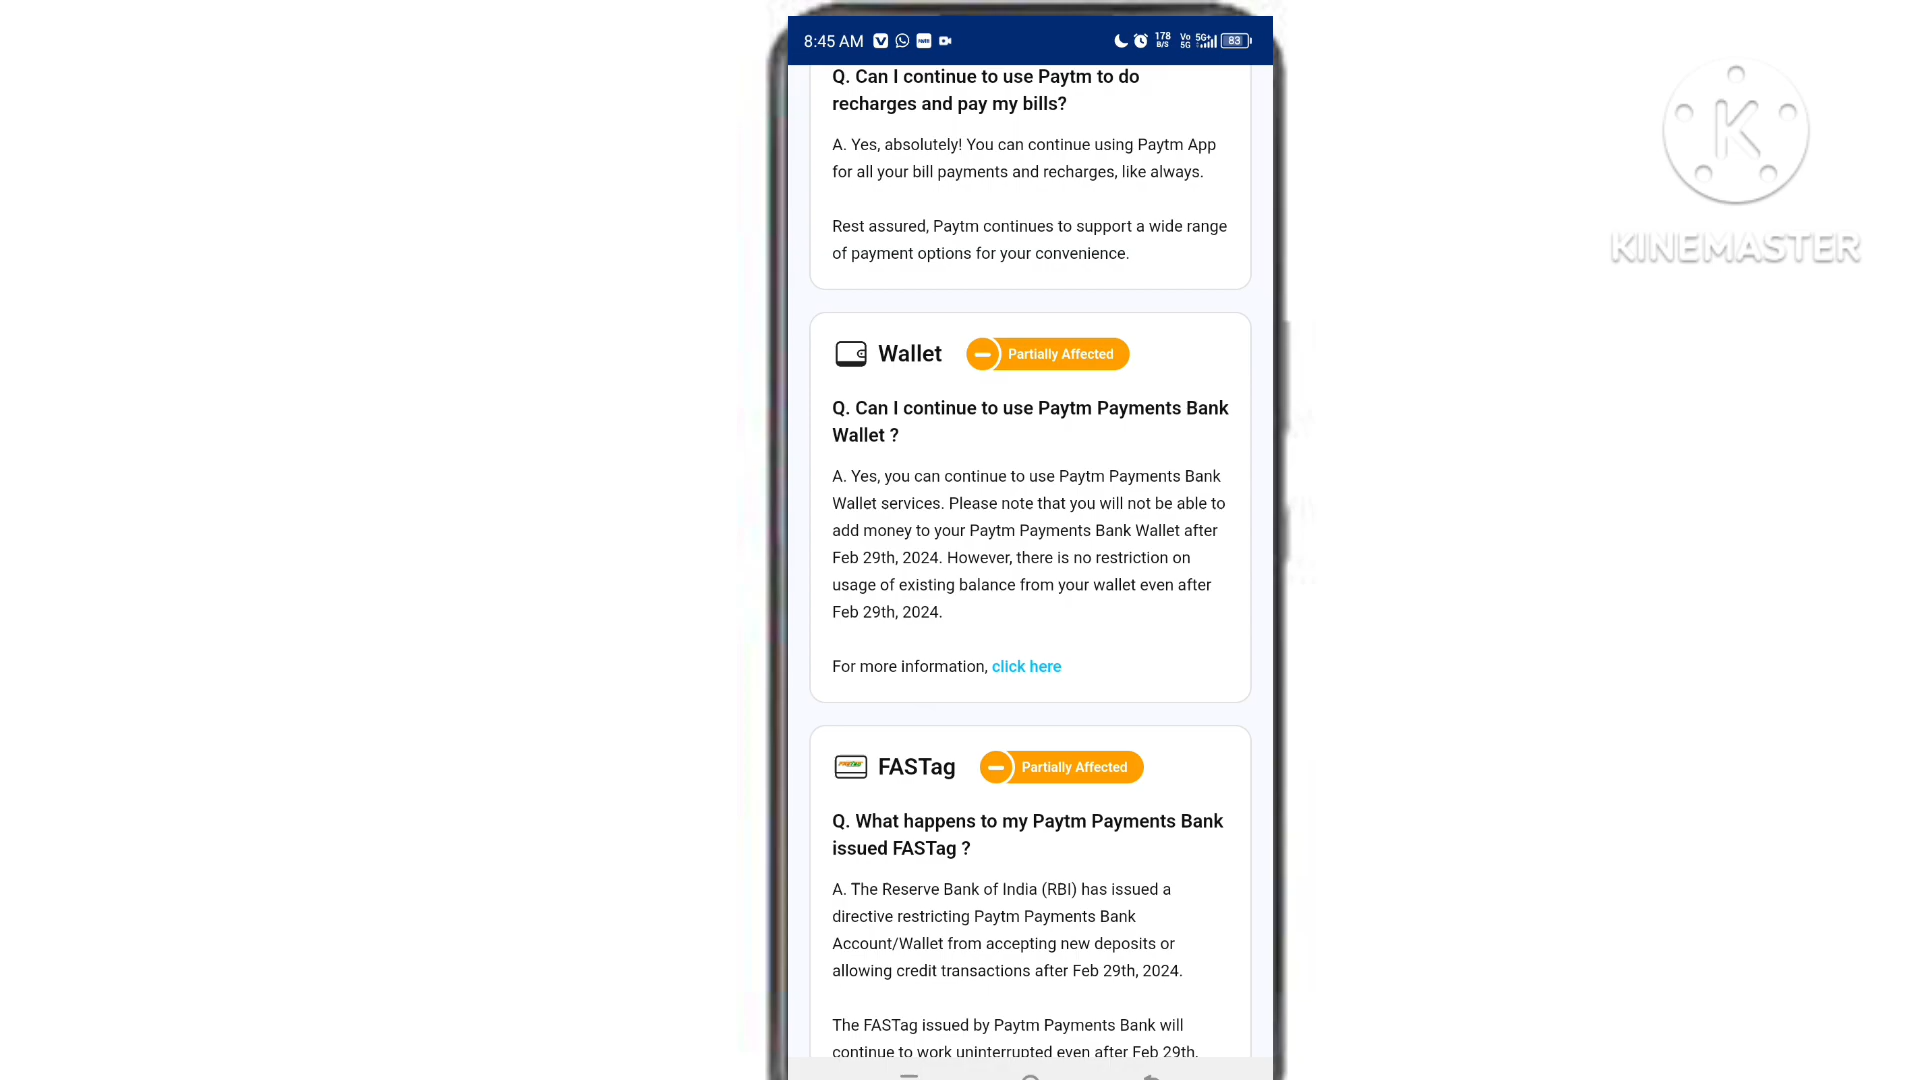 8:45 AM
178
B/S
Vo
5G
5G+
83
Q. Can I continue to use Paytm to do
recharges and pay my bills?
A. Yes, absolutely! You can continue using Paytm App
for all your bill payments and recharges, like always.
Rest assured, Paytm continues to support a wide range
of payment options for your convenience.
Wallet
Partially Affected
Q. Can I continue to use Paytm Payments Bank
Wallet ?
A. Yes, you can continue to use Paytm Payments Bank
Wallet services. Please note that you will not be able to
add money to your Paytm Payments Bank Wallet after
Feb 29th, 2024. However, there is no restriction on
usage of existing balance from your wallet even after
Feb 29th, 2024.
For more information, click here
FASTag
Partially Affected
Q. What happens to my Paytm Payments Bank
issued FASTag ?
A. The Reserve Bank of India (RBI) has issued a
directive restricting Paytm Payments Bank
Account/Wallet from accepting new deposits or
allowing credit transactions after Feb 29th, 2024.
The FASTag issued by Paytm Payments Bank will
continue to work uninterrupted even after Feb 29th,
K
KINEMASTER